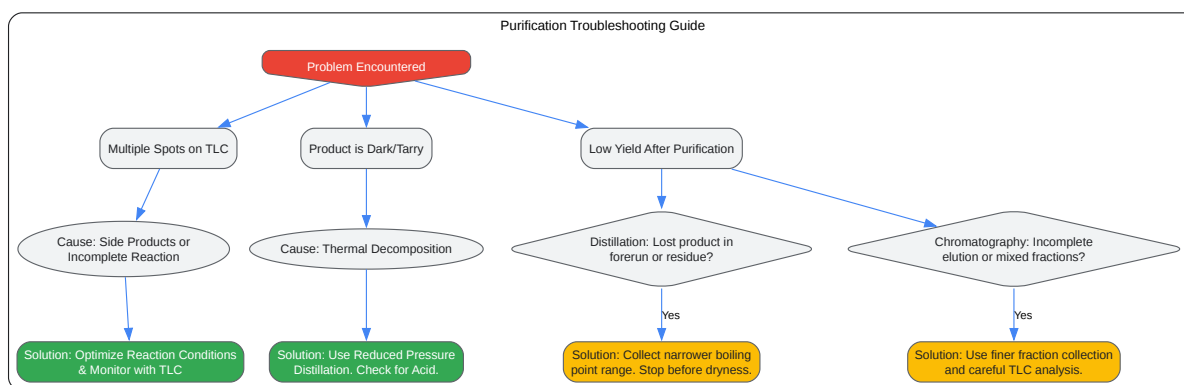 Purification Troubleshooting Guide
Problem Encountered
Multiple Spots on TLC
Product is Dark/Tarry
Low Yield After Purification
Cause: Side Products or
Incomplete Reaction
Cause: Thermal Decomposition
Distillation: Lost product in
forerun or residue?
Chromatography: Incomplete
elution or mixed fractions?
Yes
Yes
Solution: Optimize Reaction Conditions
& Monitor with TLC
Solution: Use Reduced Pressure
Distillation. Check for Acid.
Solution: Collect narrower boiling
point range. Stop before dryness.
Solution: Use finer fraction collection
and careful TLC analysis.